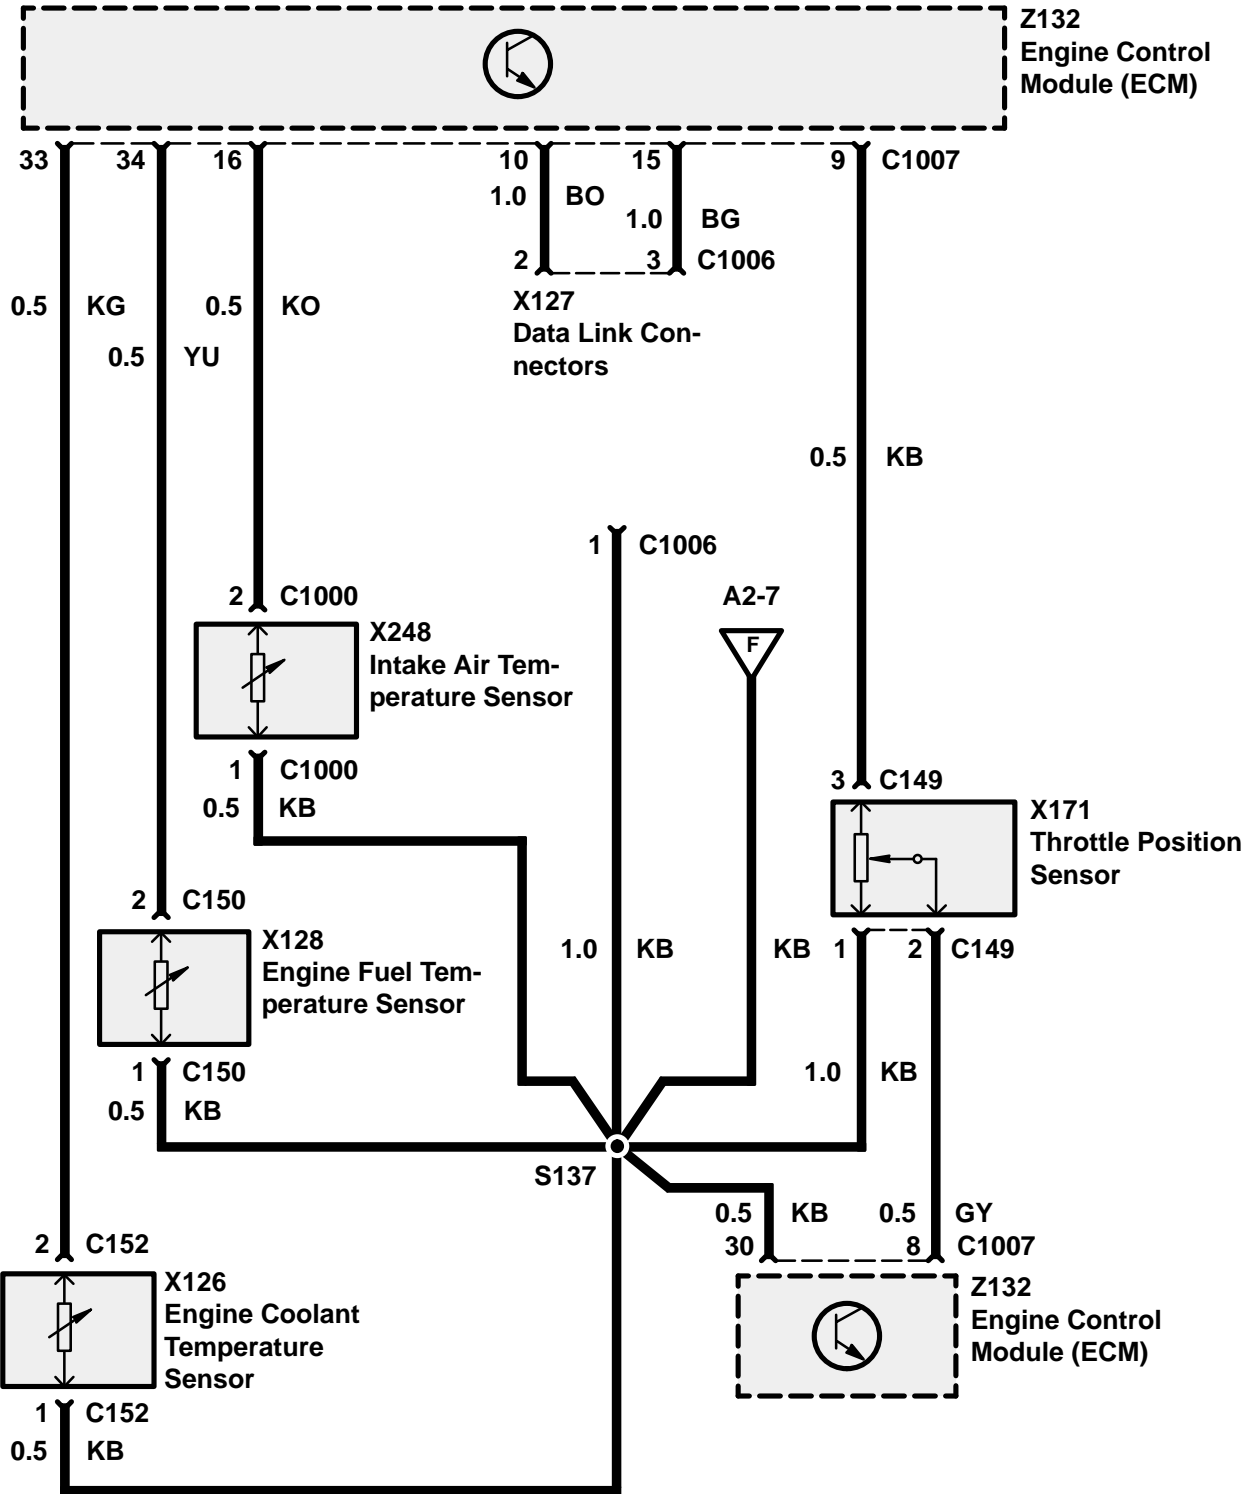 Z132
Engine Control
Module (ECM)
33 34 16 10 15 9 C1007
1.0 BO
1.0 BG
2 3 C1006
X127
Data Link Con-
nectors
0.5 KG 0.5 KO
0.5 YU
0.5 KB
1 C1006
A2-7
F
2 C1000
X248
Intake Air Tem-
perature Sensor
1 C1000
0.5 KB
3 C149
X171
Throttle Position
Sensor
2 C150
X128
Engine Fuel Tem-
perature Sensor
1.0 KB KB 1 2 C149
1 C150
0.5 KB
1.0 KB
S137
0.5 KB 0.5 GY
30 8 C1007
Z132
Engine Control
Module (ECM)
2 C152
X126
Engine Coolant
Temperature
Sensor
1 C152
0.5 KB